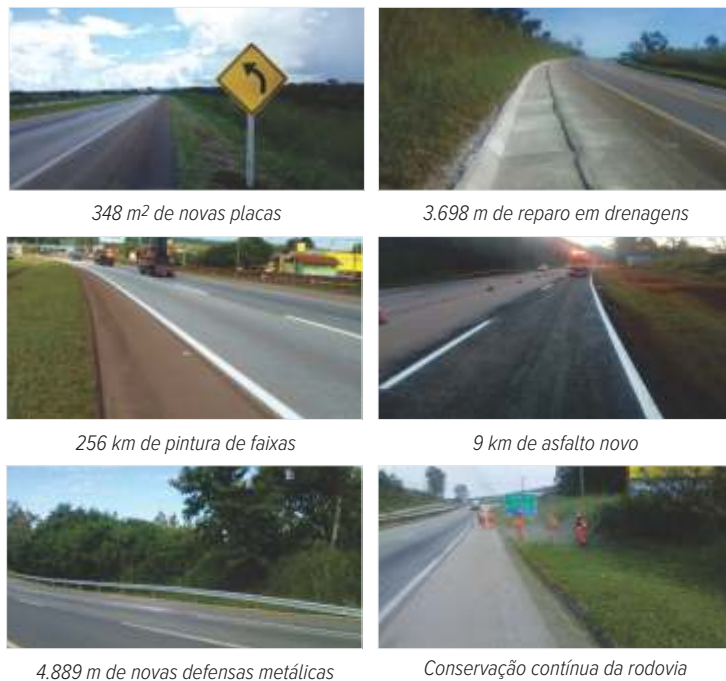 348 m² de novas placas
3.698 m de reparo em drenagens
256 km de pintura de faixas
9 km de asfalto novo
4.889 m de novas defensas metálicas
Conservação contínua da rodovia